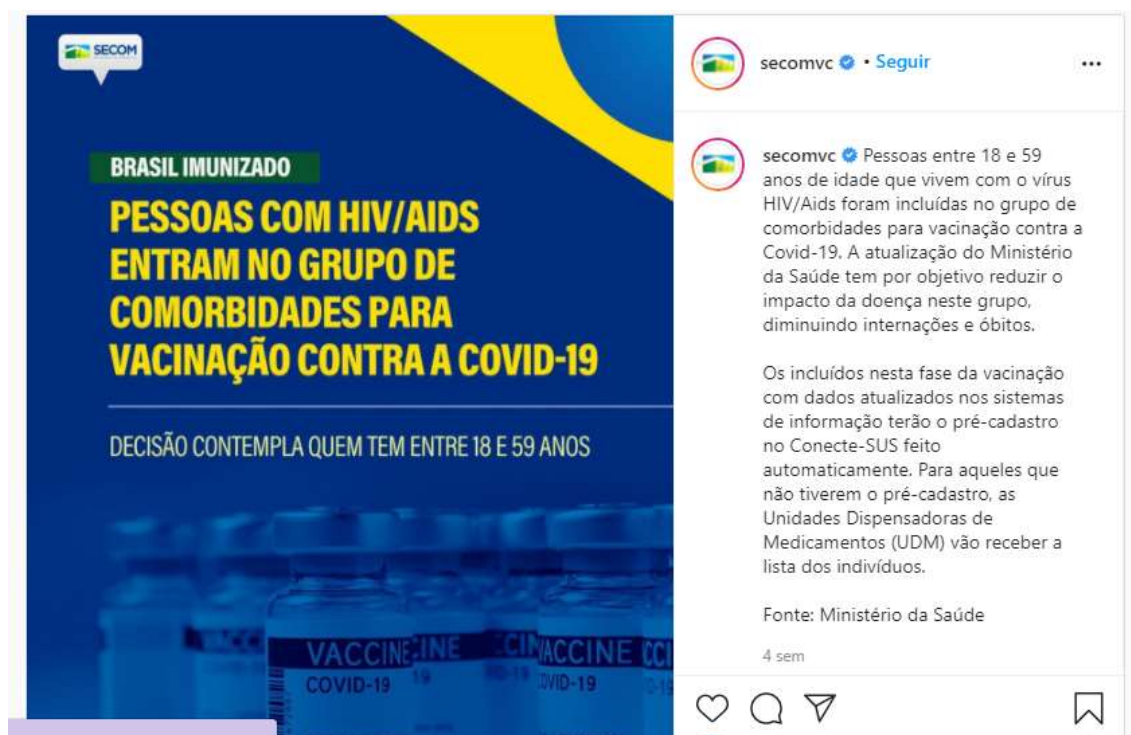 SECOM
BRASIL IMUNIZADO
PESSOAS COM HIV/AIDS
ENTRAM NO GRUPO DE
COMORBIDADES PARA
VACINAÇÃO CONTRA A COVID-19
DECISÃO CONTEMPLA QUEM TEM ENTRE 18 E 59 ANOS
VACCINE
COVID-19
CINE
19
VACCINE
OVID-19
secomvc • Seguir
secomvc Pessoas entre 18 e 59
anos de idade que vivem com o vírus
HIV/Aids foram incluídas no grupo de
comorbidades para vacinação contra a
Covid-19. A atualização do Ministério
da Saúde tem por objetivo reduzir o
impacto da doença neste grupo,
diminuindo internações e óbitos.
Os incluídos nesta fase da vacinação
com dados atualizados nos sistemas
de informação terão o pré-cadastro
no Conecte-SUS feito
automaticamente. Para aqueles que
não tiverem o pré-cadastro, as
Unidades Dispensadoras de
Medicamentos (UDM) vão receber a
lista dos indivíduos.
Fonte: Ministério da Saúde
4 sem